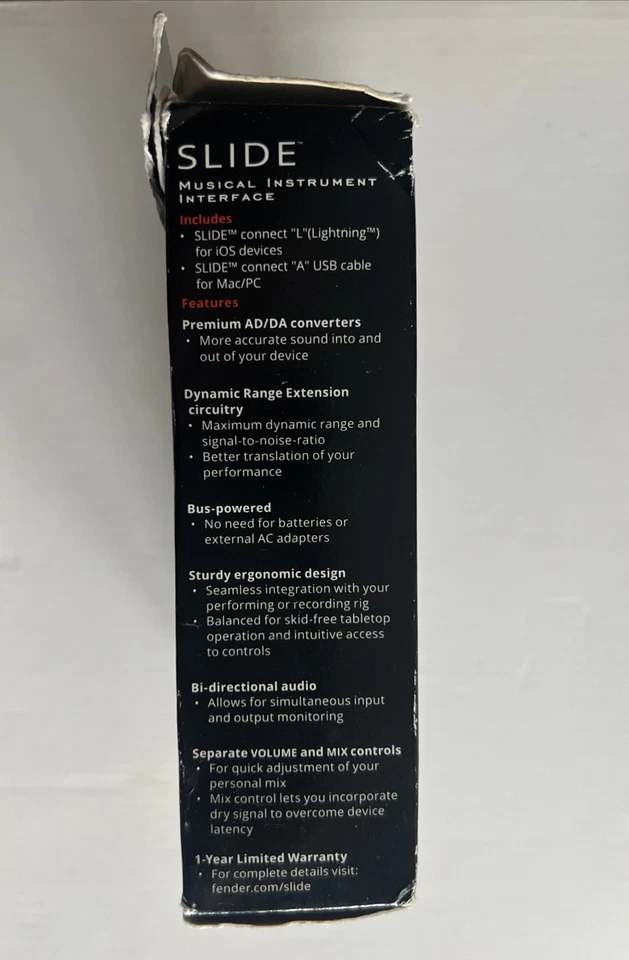 SLIDE™
MUSICAL INSTRUMENT
INTERFACE
Includes
• SLIDE™ connect "L"(Lightning™)
for iOS devices
• SLIDE™ connect "A" USB cable
for Mac/PC
Features
Premium AD/DA converters
• More accurate sound into and
out of your device
Dynamic Range Extension
circuitry
• Maximum dynamic range and
signal-to-noise-ratio
• Better translation of your
performance
Bus-powered
• No need for batteries or
external AC adapters
Sturdy ergonomic design
• Seamless integration with your
performing or recording rig
• Balanced for skid-free tabletop
operation and intuitive access
to controls
Bi-directional audio
• Allows for simultaneous input
and output monitoring
Separate VOLUME and MIX controls
• For quick adjustment of your
personal mix
• Mix control lets you incorporate
dry signal to overcome device
latency
1-Year Limited Warranty
• For complete details visit:
fender.com/slide